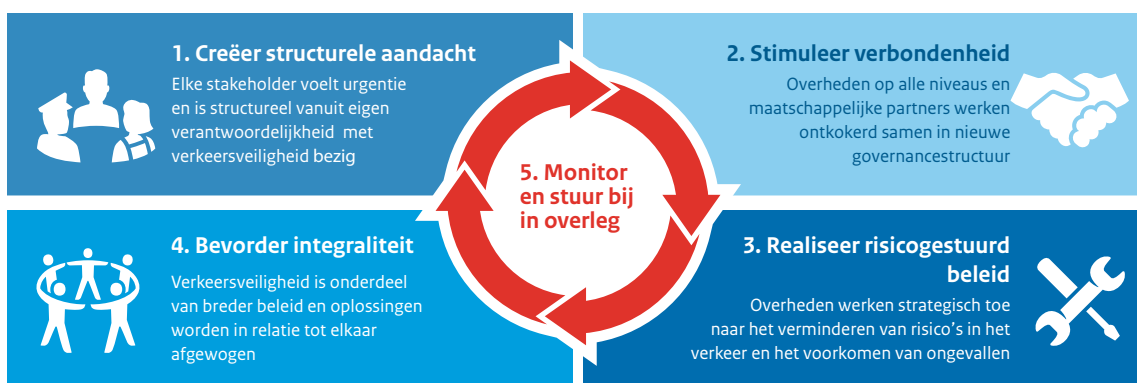 1. Creëer structurele aandacht
Elke stakeholder voelt urgentie
en is structureel vanuit eigen
verantwoordelijkheid met
verkeersveiligheid bezig
2. Stimuleer verbondenheid
Overheden op alle niveaus en
maatschappelijke partners werken
ontkokerd samen in nieuwe
governancestructuur
3. Realiseer risicogestuurd
beleid
Overheden werken strategisch toe
naar het verminderen van risico's in het
verkeer en het voorkomen van ongevallen
4. Bevorder integraliteit
Verkeersveiligheid is onderdeel
van breder beleid en oplossingen
worden in relatie tot elkaar
afgewogen
5. Monitor
en stuur bij
in overleg